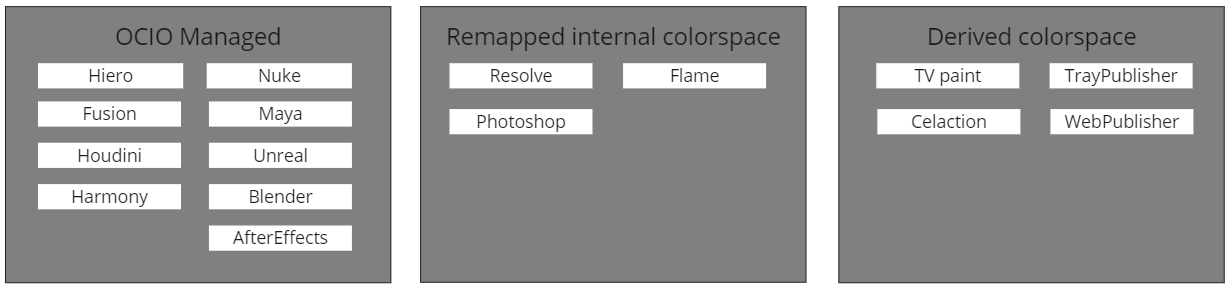 OCIO Managed
Hiero
Nuke
Fusion
Maya
Houdini
Unreal
Harmony
Blender
AfterEffects
Remapped internal colorspace
Resolve
Flame
Photoshop
Derived colorspace
TV paint
TrayPublisher
Celaction
WebPublisher